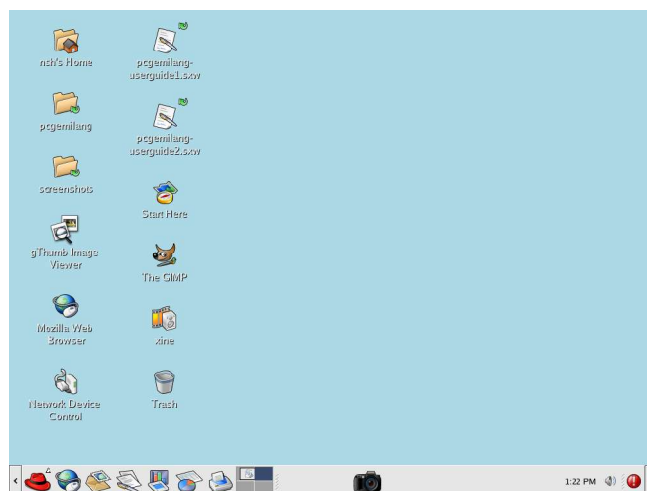 nsh's Home
pcgemilang
screenshots
gThumb Image
Viewer
Mozilla Web
Browser
Network Device
Control
pcgemilang-
userguide1.sxw
pcgemilang-
userguide2.sxw
Start Here
The GIMP
xine
Trash
1:22 PM